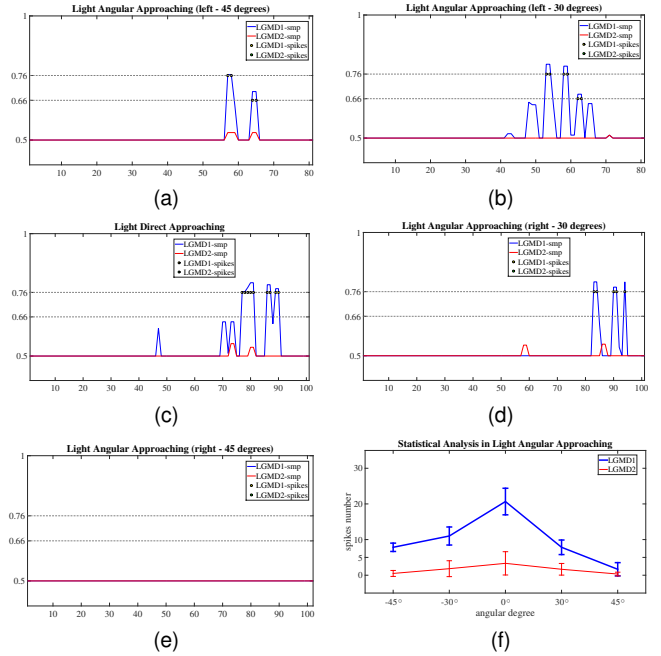 Light Angular Approaching (left - 45 degrees)
1
0.76
0.66
0.5
LGMD1-smp
LGMD2-smp
LGMD1-spikes
LGMD2-spikes
10 20 30 40 50 60 70 80
(a)
Light Angular Approaching (left - 30 degrees)
1
0.76
0.66
0.5
LGMD1-smp
LGMD2-smp
LGMD1-spikes
LGMD2-spikes
10 20 30 40 50 60 70 80
(b)
Light Direct Approaching
1
0.76
0.66
0.5
LGMD1-smp
LGMD2-smp
LGMD1-spikes
LGMD2-spikes
10 20 30 40 50 60 70 80 90 100
(c)
Light Angular Approaching (right - 30 degrees)
1
0.76
0.66
0.5
LGMD1-smp
LGMD2-smp
LGMD1-spikes
LGMD2-spikes
10 20 30 40 50 60 70 80 90 100
(d)
Light Angular Approaching (right - 45 degrees)
1
0.76
0.66
0.5
LGMD1-smp
LGMD2-smp
LGMD1-spikes
LGMD2-spikes
10 20 30 40 50 60 70 80 90 100
(e)
Statistical Analysis in Light Angular Approaching
LGMD1
LGMD2
spikes number
30
20
10
5
0
-45° -30° 0° 30° 45°
angular degree
(f)